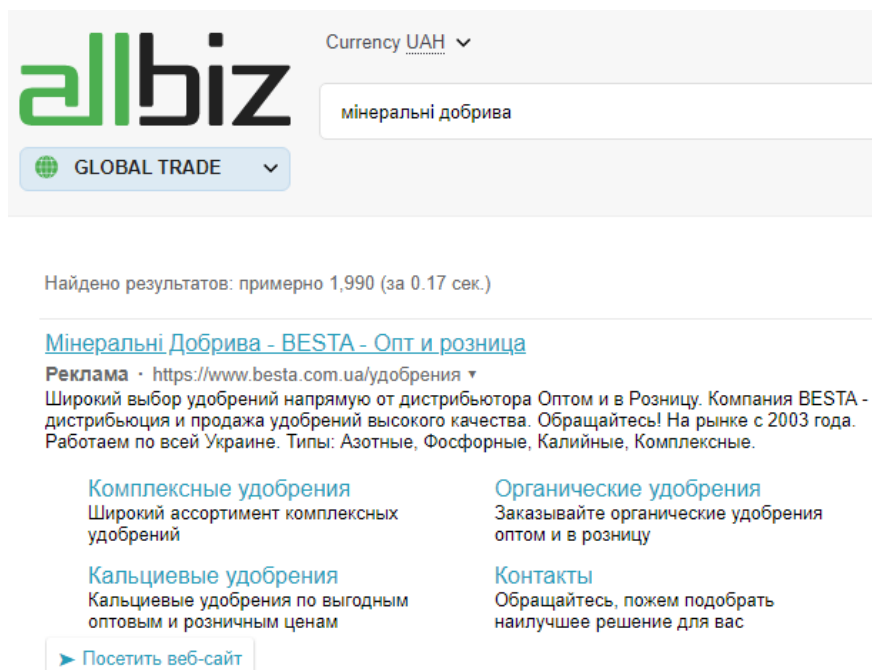 allbiz
Currency UAH
мінеральні добрива
GLOBAL TRADE
Найдено результатов: примерно 1,990 (за 0.17 сек.)
Мінеральні Добрива - BESTA - Опт и розница
Реклама · https://www.besta.com.ua/удобрения
Широкий выбор удобрений напрямую от дистрибьютора Оптом и в Розницу. Компания BESTA -
дистрибьюция и продажа удобрений высокого качества. Обращайтесь! На рынке с 2003 года.
Работаем по всей Украине. Типы: Азотные, Фосфорные, Калийные, Комплексные.
Комплексные удобрения
Широкий ассортимент комплексных
удобрений
Органические удобрения
Заказывайте органические удобрения
оптом и в розницу
Кальциевые удобрения
Кальциевые удобрения по выгодным
оптовым и розничным ценам
Контакты
Обращайтесь, пожем подобрать
наилучшее решение для вас
➤ Посетить веб-сайт